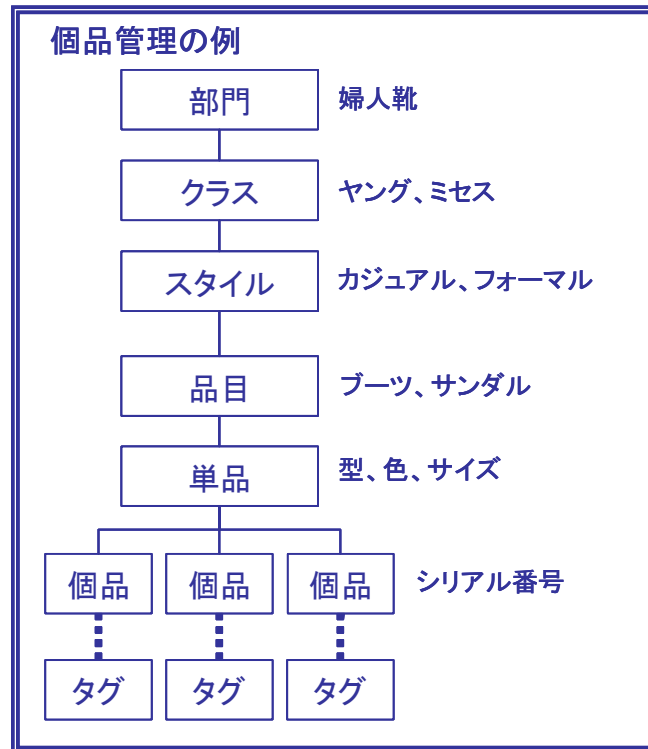 個品管理の例
部門 婦人靴
クラス ヤング、ミセス
スタイル カジュアル、フォーマル
品目 ブーツ、サンダル
単品 型、色、サイズ
個品 個品 個品 シリアル番号
タグ タグ タグ